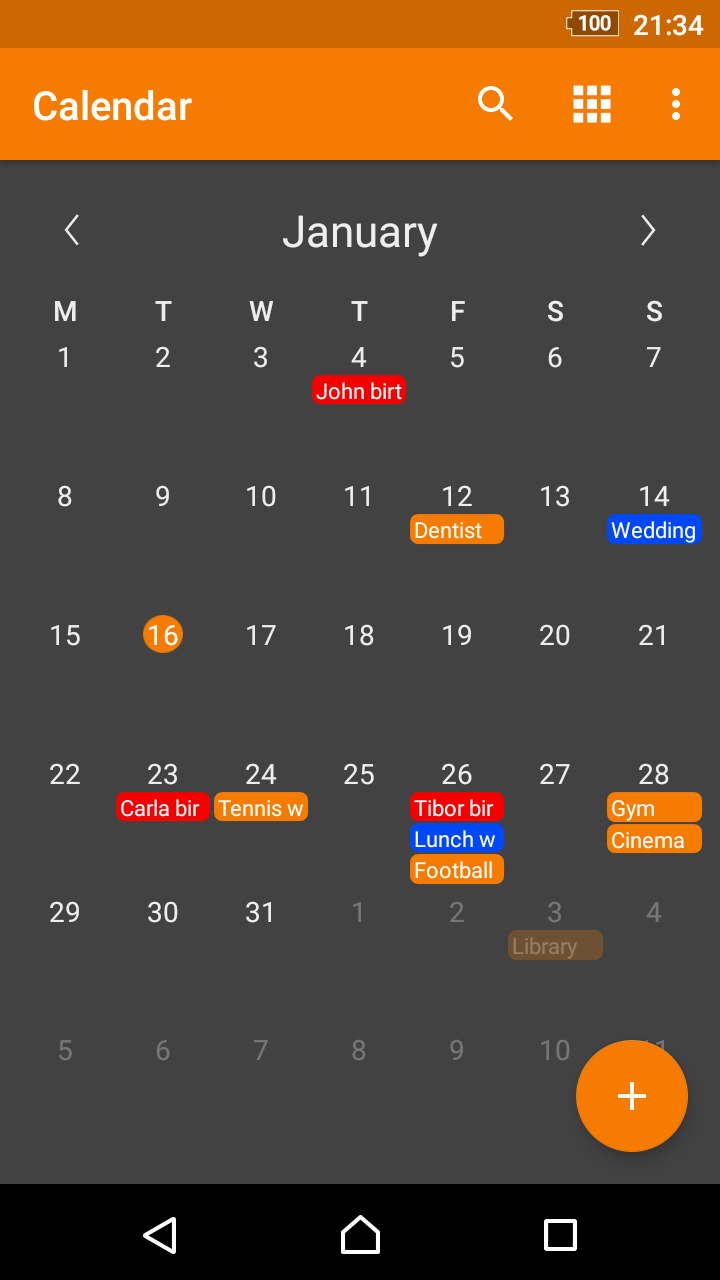 100 21:34
Calendar
January
M T W T F S S
1 2 3 4 5 6 7
John birt
8 9 10 11 12 13 14
Dentist Wedding
15 16 17 18 19 20 21
22 23 24 25 26 27 28
Carla bir Tennis w Tibor bir Gym
Lunch w Cinema
Football
29 30 31 1 2 3 4
Library
5 6 7 8 9 10 11